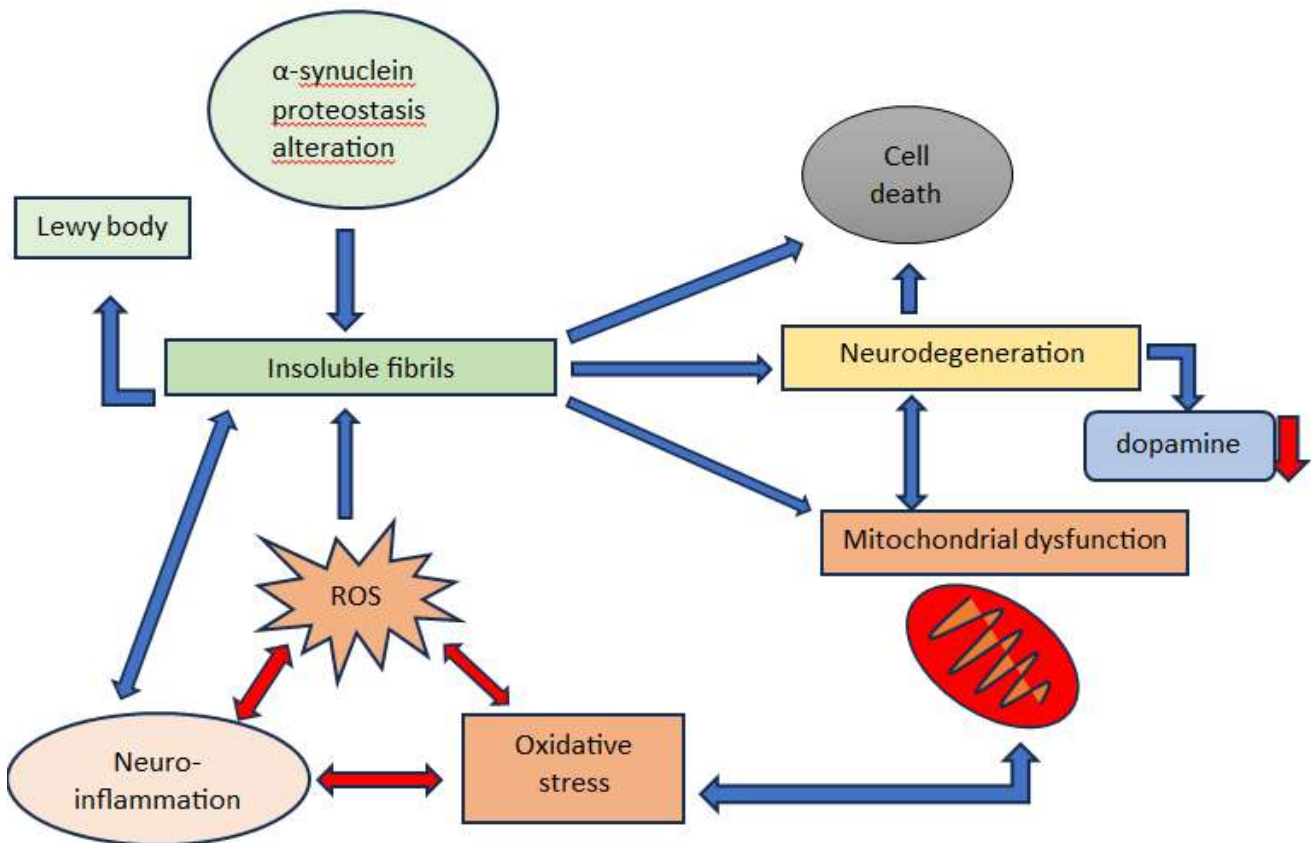 α-synuclein
proteostasis
alteration
Cell
death
Lewy body
Insoluble fibrils
Neurodegeneration
dopamine
Mitochondrial dysfunction
ROS
Oxidative
stress
Neuro-
inflammation